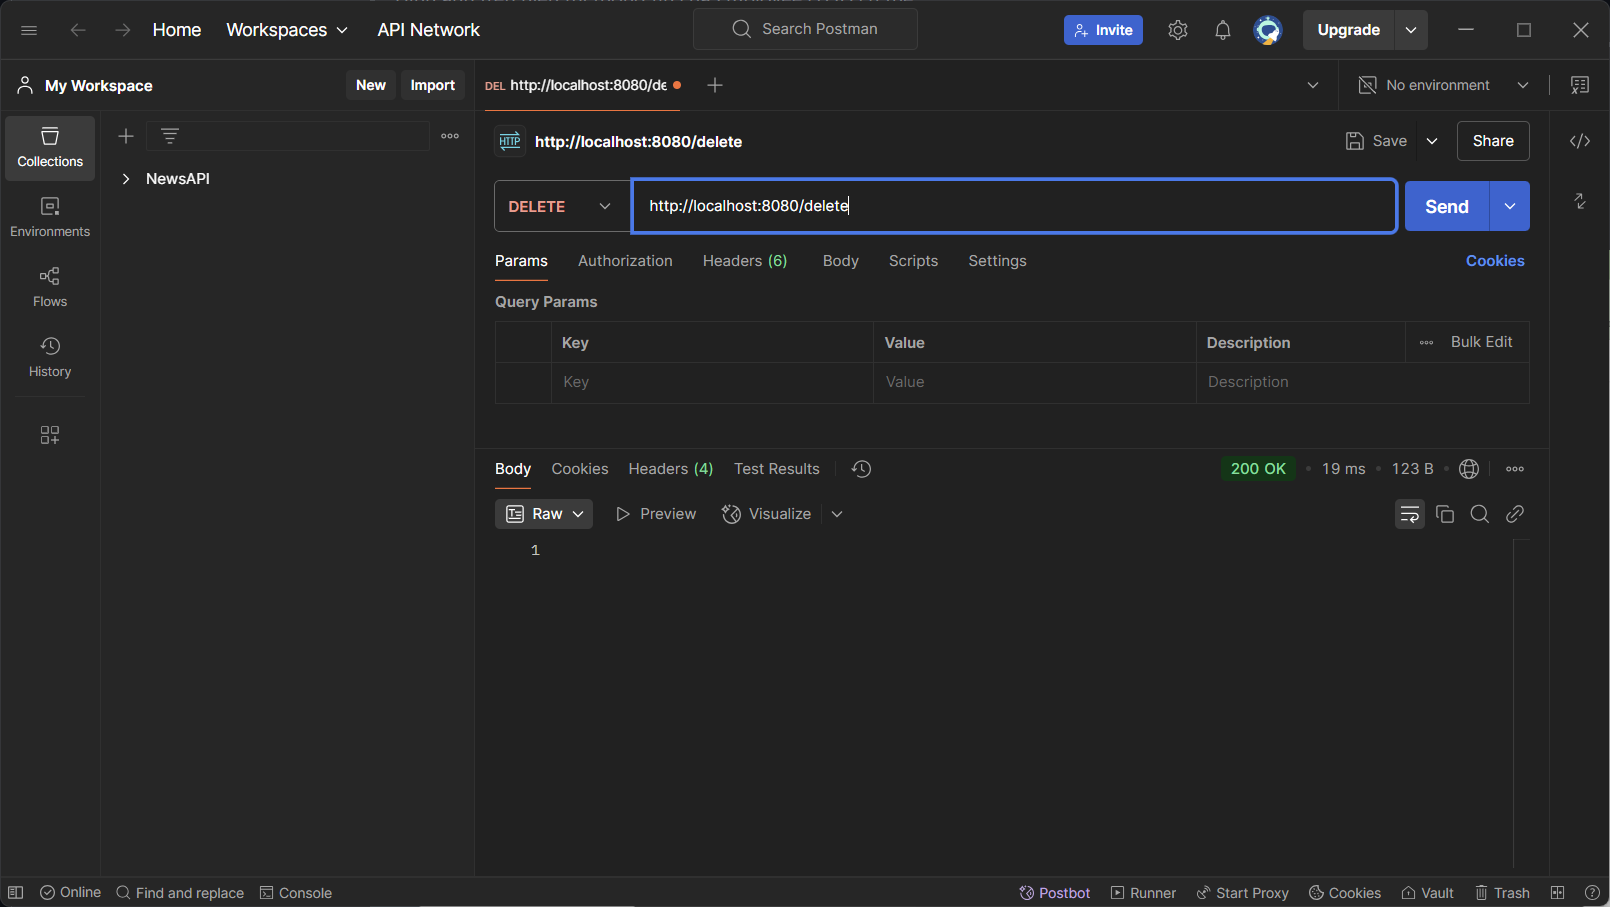 Home
Workspaces
API Network
Search Postman
Invite
Upgrade
My Workspace
New
Import
DEL http://localhost:8080/de
No environment
Collections
Environments
Flows
History
NewsAPI
HTTP
http://localhost:8080/delete
Save
Share
DELETE
http://localhost:8080/delete
Send
Params
Authorization
Headers (6)
Body
Scripts
Settings
Cookies
Query Params
Key
Value
Description
Bulk Edit
Key
Value
Description
Body
Cookies
Headers (4)
Test Results
200 OK
19 ms
123 B
Raw
Preview
Visualize
1
Online
Find and replace
Console
Postbot
Runner
Start Proxy
Cookies
Vault
Trash